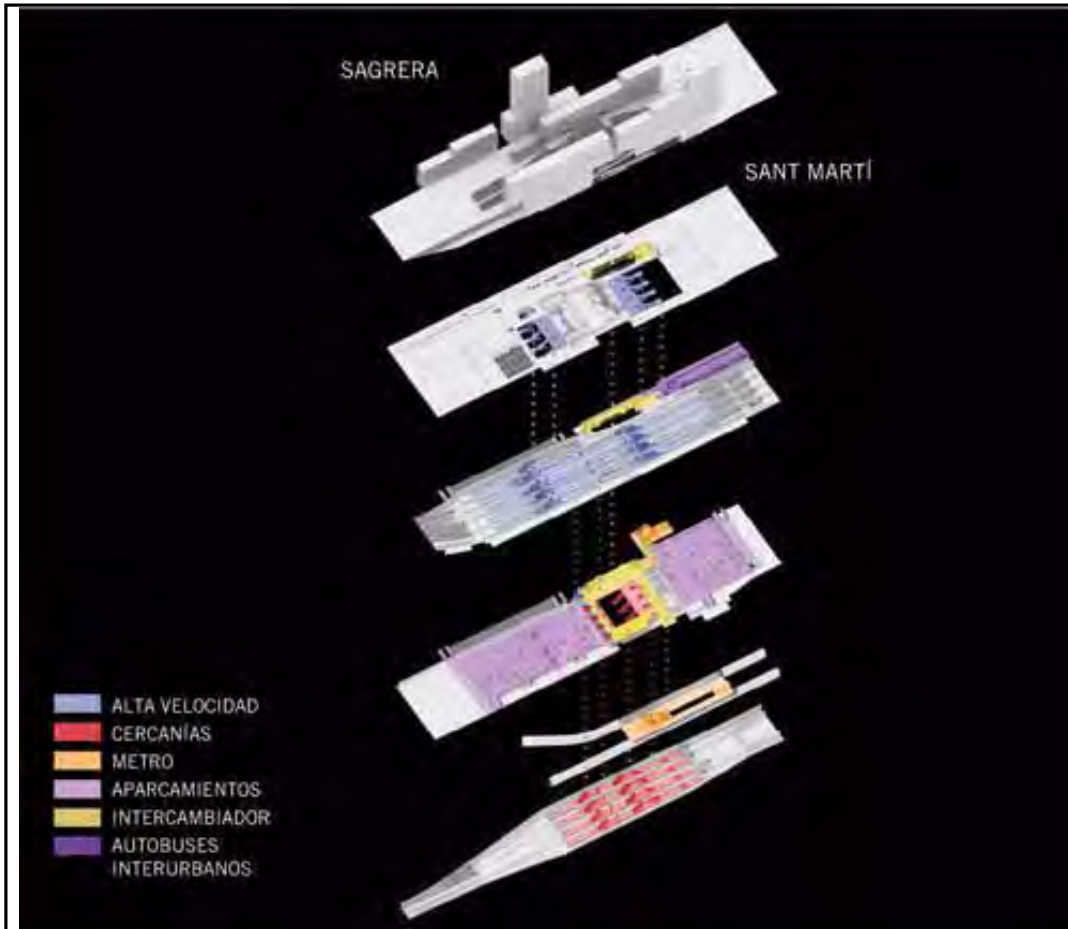 SAGRERA
SANT MARTÍ
ALTA VELOCIDAD
CERCANÍAS
METRO
APARCAMIENTOS
INTERCAMBIADOR
AUTOBUSES
INTERURBANOS